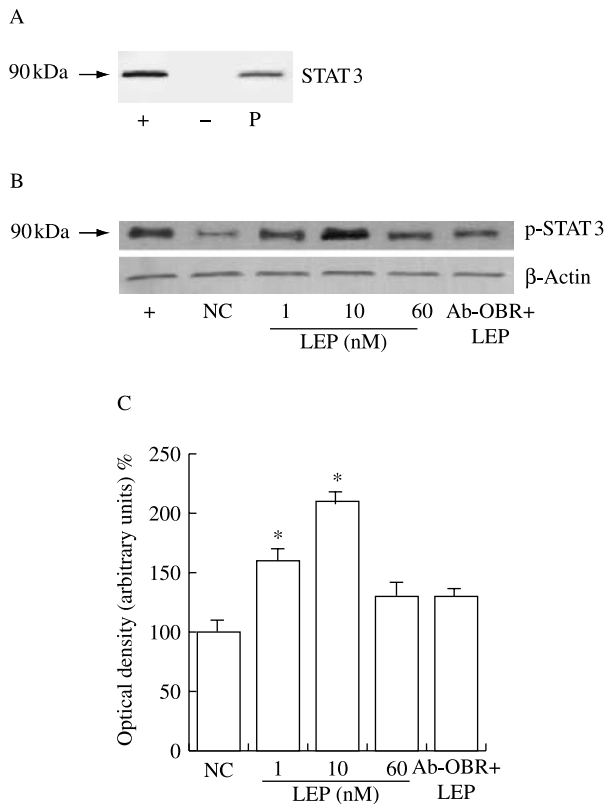 A
90 kDa
STAT 3
+ − P
B
90 kDa
p-STAT 3
β-Actin
+ NC 1 10 60 Ab-OBR+
LEP (nM) LEP
C
Optical density (arbitrary units) %
250
200
150
100
50
0
* *
NC 1 10 60 Ab-OBR+
LEP (nM) LEP